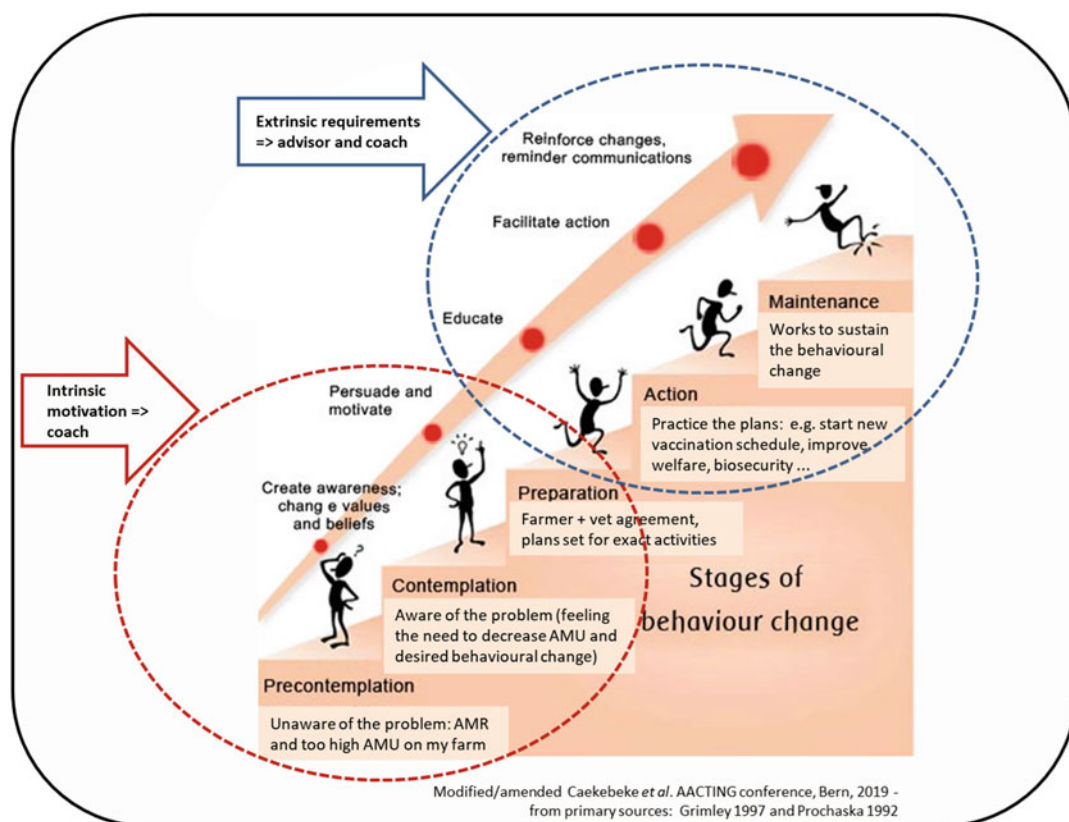 Extrinsic requirements
=> advisor and coach
Reinforce changes,
reminder communications
Facilitate action
Educate
Intrinsic
motivation =>
coach
Persuade and
motivate
Create awareness;
chang e values
and beliefs
?
Maintenance
Works to sustain
the behavioural
change
Action
Practice the plans: e.g. start new
vaccination schedule, improve
welfare, biosecurity ...
Preparation
Farmer + vet agreement,
plans set for exact activities
Contemplation
Aware of the problem (feeling
the need to decrease AMU and
desired behavioural change)
Precontemplation
Unaware of the problem: AMR
and too high AMU on my farm
Stages of
behaviour change
Modified/amended Caekebeke et al. AACTING conference, Bern, 2019 -
from primary sources: Grimley 1997 and Prochaska 1992